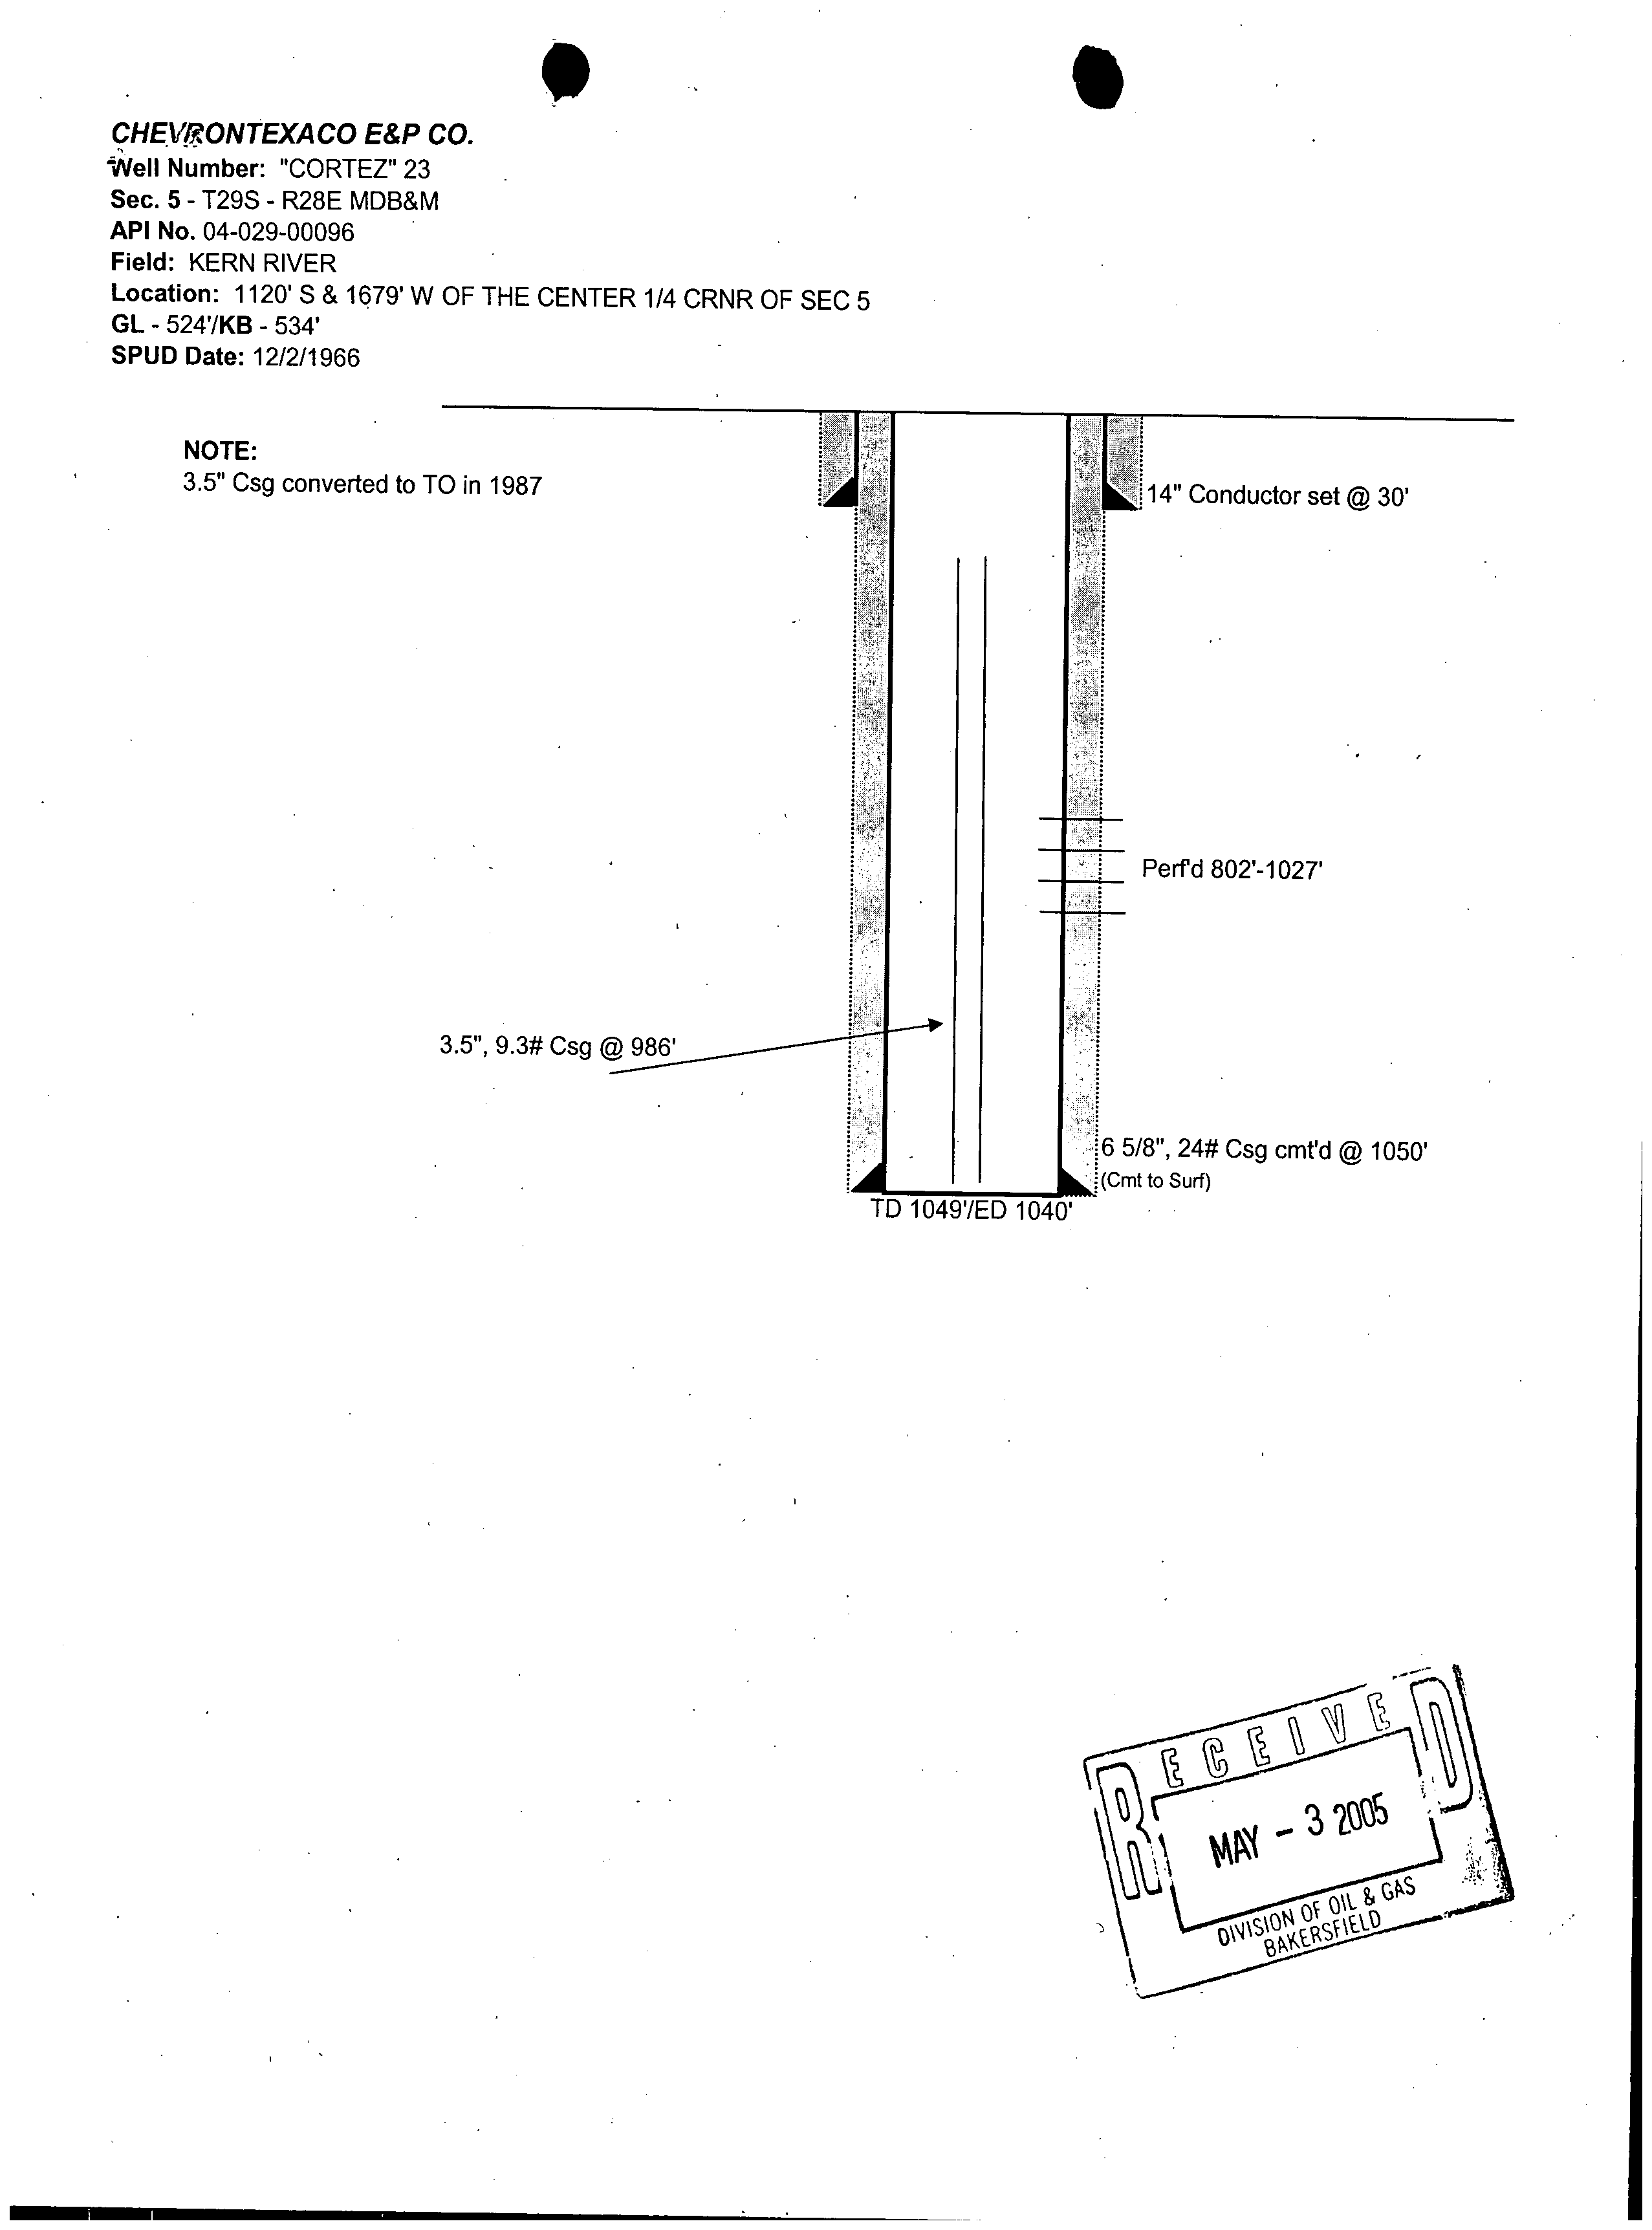 CHEVRONTEXACO E&P CO.
Well Number: "CORTEZ" 23
Sec. 5 - T29S - R28E MDB&M
API No. 04-029-00096
Field: KERN RIVER
Location: 1120' S & 1679' W OF THE CENTER 1/4 CRNR OF SEC 5
GL - 524'/KB - 534'
SPUD Date: 12/2/1966
NOTE:
3.5" Csg converted to TO in 1987
14" Conductor set @ 30'
Perf'd 802'-1027'
3.5", 9.3# Csg @ 986'
6 5/8", 24# Csg cmt'd @ 1050'
(Cmt to Surf)
TD 1049'/ED 1040'
RECEIVED
MAY - 3 2005
DIVISION OF OIL & GAS
BAKERSFIELD